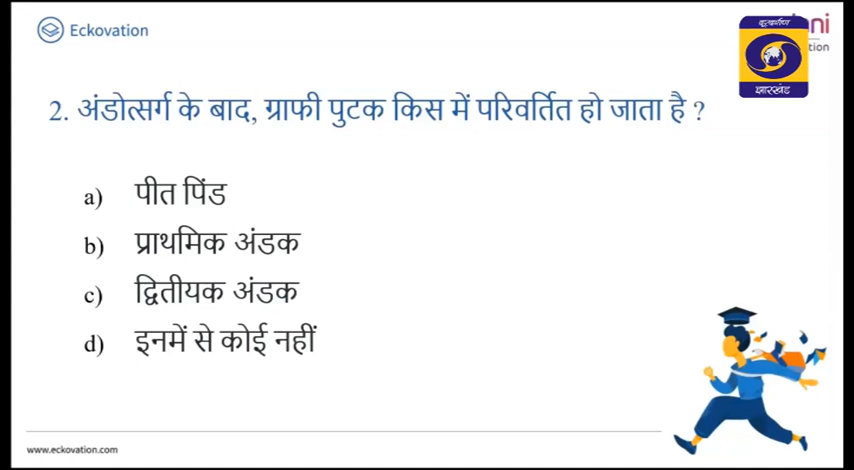 Eckovation
दूरदर्शन
झारखंड
2. अंडोत्सर्ग के बाद, ग्राफी पुटक किस में परिवर्तित हो जाता है ?
a) पीत पिंड
b) प्राथमिक अंडक
c) द्वितीयक अंडक
d) इनमें से कोई नहीं
www.eckovation.com